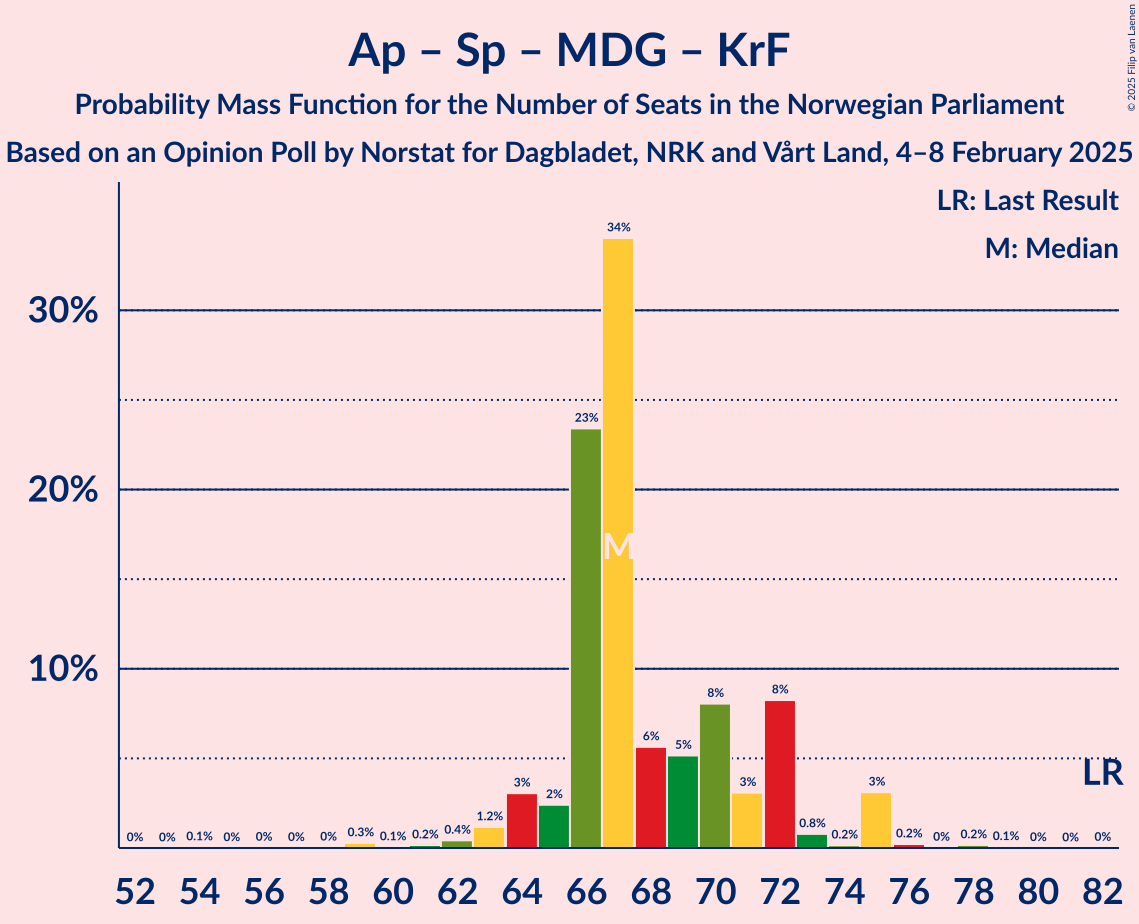 Ap – Sp – MDG – KrF
Probability Mass Function for the Number of Seats in the Norwegian Parliament
Based on an Opinion Poll by Norstat for Dagbladet, NRK and Vårt Land, 4–8 February 2025
© 2025 Filip van Laenen
LR: Last Result
M: Median
34%
30%
23%
20%
M
10%
8% 8%
6% 5%
LR
3% 2% 3% 3%
1.2% 0.8%
0% 0% 0.1% 0% 0% 0% 0% 0.3% 0.1% 0.2% 0.4% 0.2% 0.2% 0% 0.2% 0.1% 0% 0% 0%
52 54 56 58 60 62 64 66 68 70 72 74 76 78 80 82